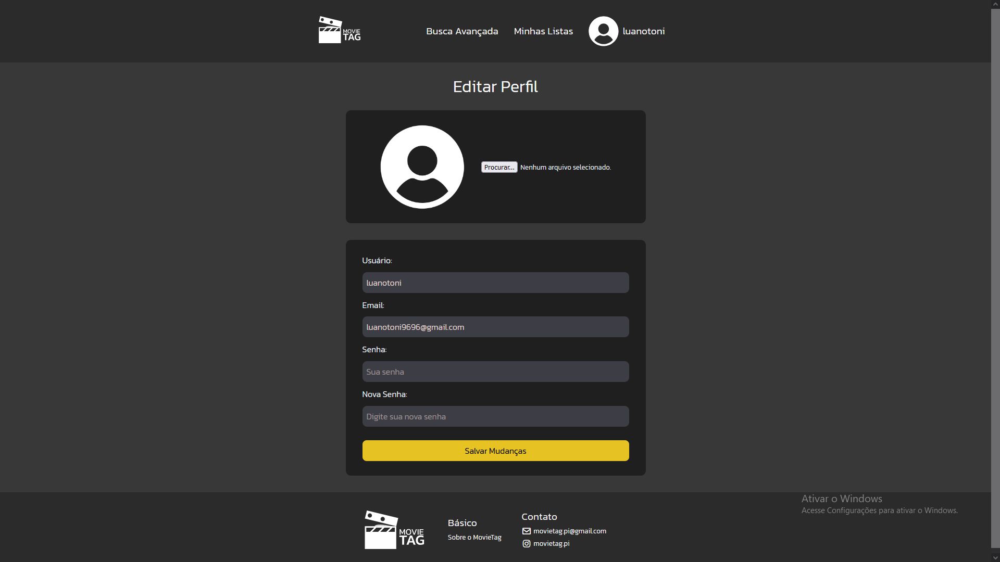 MOVIE
TAG
Busca Avançada
Minhas Listas
luanotoni
Editar Perfil
Procurar... Nenhum arquivo selecionado.
Usuário:
luanotoni
Email:
luanotoni9696@gmail.com
Senha:
Sua senha
Nova Senha:
Digite sua nova senha
Salvar Mudanças
MOVIE
TAG
Básico
Sobre o MovieTag
Contato
movietag.pi@gmail.com
movietag.pi
Ativar o Windows
Acesse Configurações para ativar o Windows.